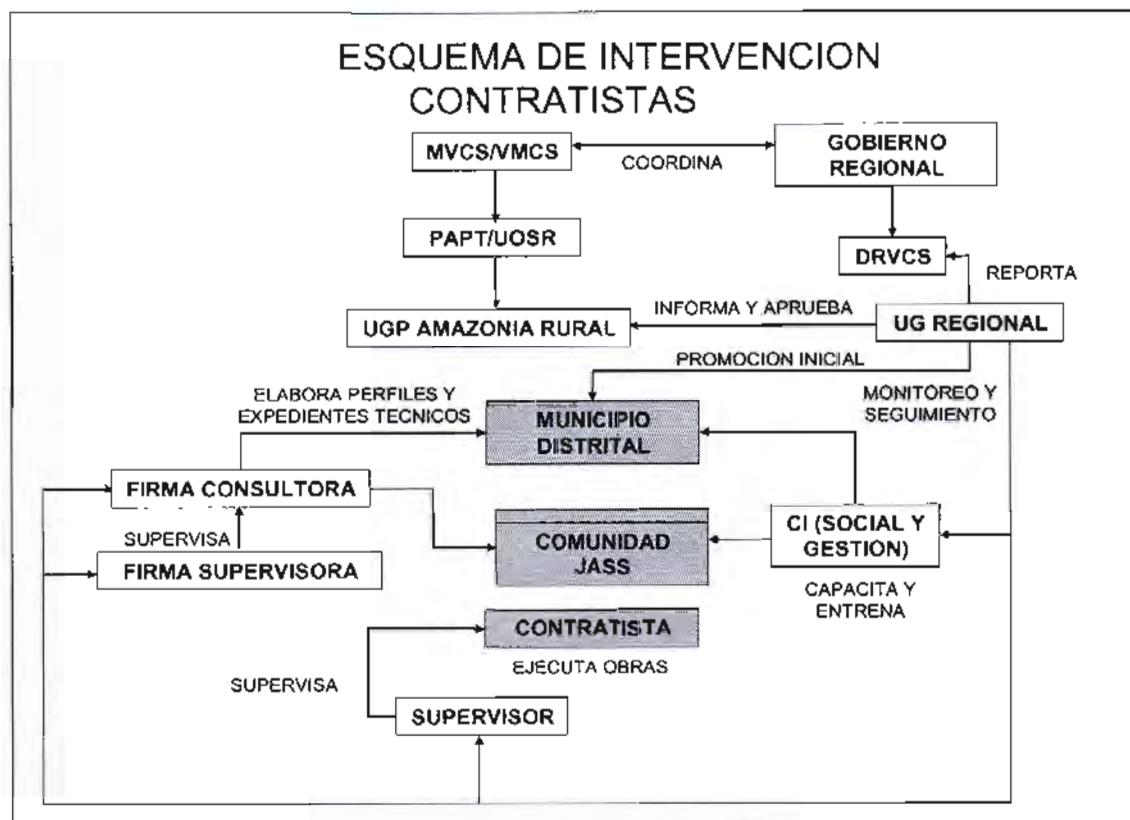 ESQUEMA DE INTERVENCION
CONTRATISTAS
MVCS/VMCS
COORDINA
GOBIERNO
REGIONAL
PAPT/UOSR
DRVCS
REPORTA
UGP AMAZONIA RURAL
INFORMA Y APRUEBA
UG REGIONAL
PROMOCION INICIAL
ELABORA PERFILES Y
EXPEDIENTES TECNICOS
MUNICIPIO
DISTRITAL
MONITOREO Y
SEGUIMIENTO
FIRMA CONSULTORA
SUPERVISA
FIRMA SUPERVISORA
COMUNIDAD
JASS
CI (SOCIAL Y
GESTION)
CAPACITA Y
ENTRENA
CONTRATISTA
EJECUTA OBRAS
SUPERVISA
SUPERVISOR